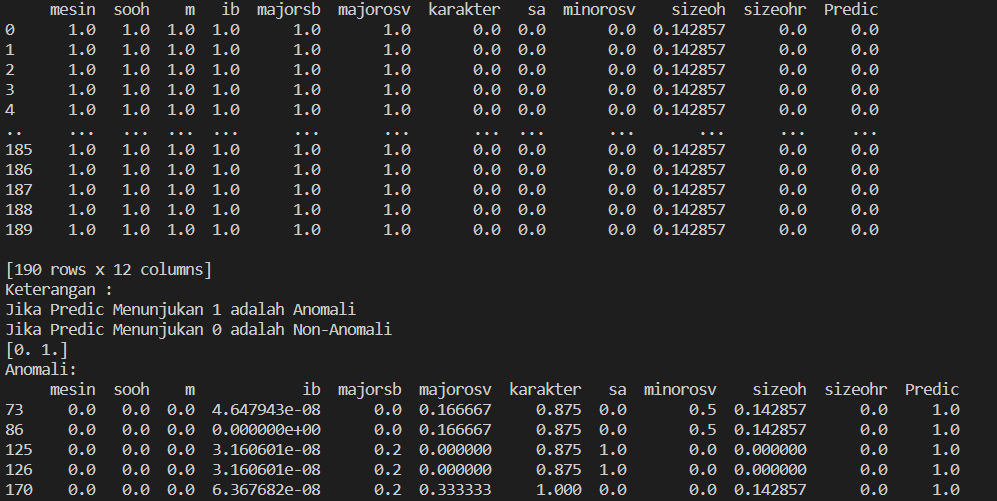 mesin sooh m ib majorsb majorosv karakter sa minorosv sizeoh sizeohr Predic
0 1.0 1.0 1.0 1.0 1.0 1.0 0.0 0.0 0.0 0.142857 0.0 0.0
1 1.0 1.0 1.0 1.0 1.0 1.0 0.0 0.0 0.0 0.142857 0.0 0.0
2 1.0 1.0 1.0 1.0 1.0 1.0 0.0 0.0 0.0 0.142857 0.0 0.0
3 1.0 1.0 1.0 1.0 1.0 1.0 0.0 0.0 0.0 0.142857 0.0 0.0
4 1.0 1.0 1.0 1.0 1.0 1.0 0.0 0.0 0.0 0.142857 0.0 0.0
.. ... ... ... ... ... ... ... ... ... ... ... ...
185 1.0 1.0 1.0 1.0 1.0 1.0 0.0 0.0 0.0 0.142857 0.0 0.0
186 1.0 1.0 1.0 1.0 1.0 1.0 0.0 0.0 0.0 0.142857 0.0 0.0
187 1.0 1.0 1.0 1.0 1.0 1.0 0.0 0.0 0.0 0.142857 0.0 0.0
188 1.0 1.0 1.0 1.0 1.0 1.0 0.0 0.0 0.0 0.142857 0.0 0.0
189 1.0 1.0 1.0 1.0 1.0 1.0 0.0 0.0 0.0 0.142857 0.0 0.0
[190 rows x 12 columns]
Keterangan :
Jika Predic Menunjukan 1 adalah Anomali
Jika Predic Menunjukan 0 adalah Non-Anomali
[0. 1.]
Anomali:
mesin sooh m ib majorsb majorosv karakter sa minorosv sizeoh sizeohr Predic
73 0.0 0.0 0.0 4.647943e-08 0.0 0.166667 0.875 0.0 0.5 0.142857 0.0 1.0
86 0.0 0.0 0.0 0.000000e+00 0.0 0.166667 0.875 0.0 0.5 0.142857 0.0 1.0
125 0.0 0.0 0.0 3.160601e-08 0.2 0.000000 0.875 1.0 0.0 0.000000 0.0 1.0
126 0.0 0.0 0.0 3.160601e-08 0.2 0.000000 0.875 1.0 0.0 0.000000 0.0 1.0
170 0.0 0.0 0.0 6.367682e-08 0.2 0.333333 1.000 0.0 0.0 0.142857 0.0 1.0